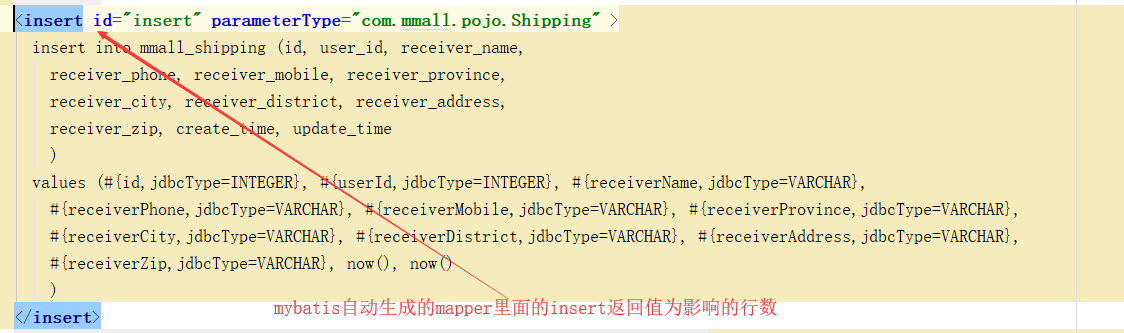 <insert id="insert" parameterType="com.mmall.pojo.Shipping" >
insert into mmall_shipping (id, user_id, receiver_name,
receiver_phone, receiver_mobile, receiver_province,
receiver_city, receiver_district, receiver_address,
receiver_zip, create_time, update_time
)
values (#{id,jdbcType=INTEGER}, #{userId,jdbcType=INTEGER}, #{receiverName,jdbcType=VARCHAR},
#{receiverPhone,jdbcType=VARCHAR}, #{receiverMobile,jdbcType=VARCHAR}, #{receiverProvince,jdbcType=VARCHAR},
#{receiverCity,jdbcType=VARCHAR}, #{receiverDistrict,jdbcType=VARCHAR}, #{receiverAddress,jdbcType=VARCHAR},
#{receiverZip,jdbcType=VARCHAR}, now(), now()
)
mybatis自动生成的mapper里面的insert返回值为影响的行数
</insert>